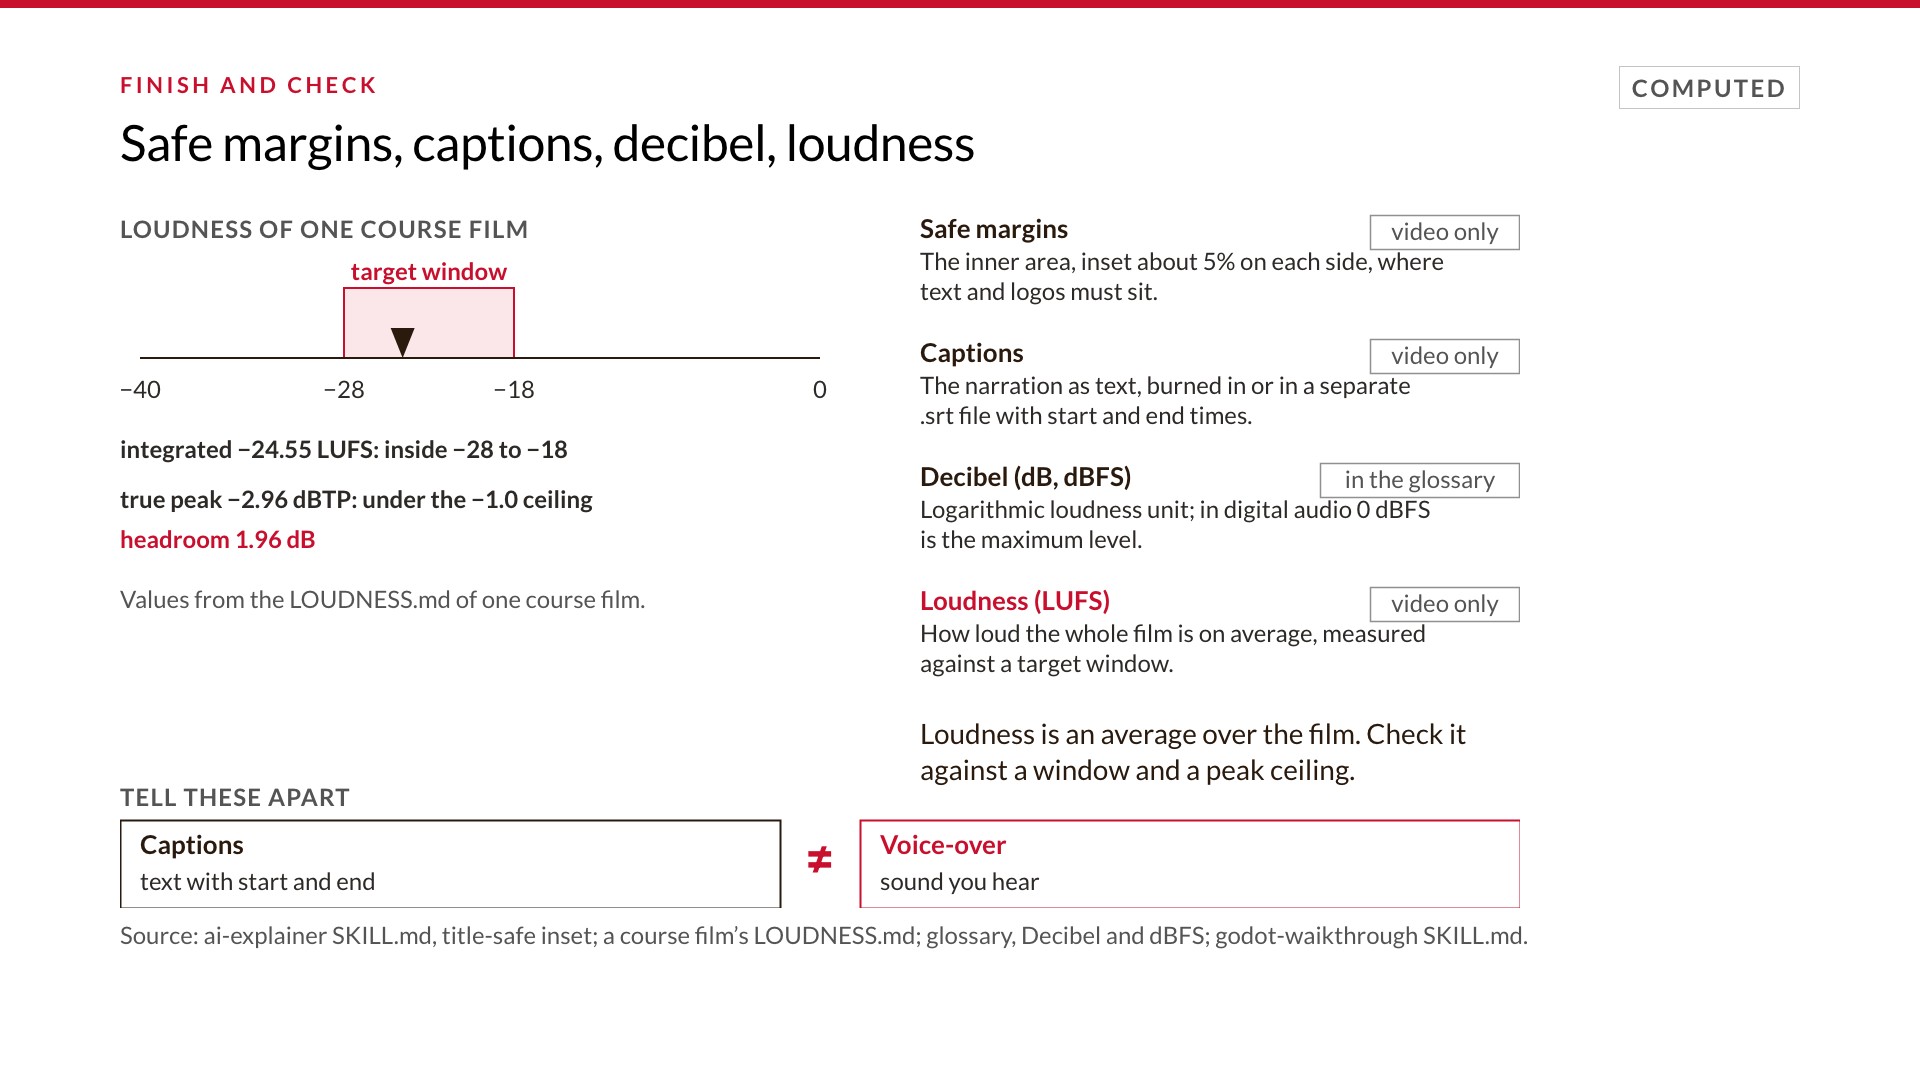 FINISH AND CHECK
COMPUTED
Safe margins, captions, decibel, loudness
LOUDNESS OF ONE COURSE FILM
target window
−40
−28
−18
0
integrated −24.55 LUFS: inside −28 to −18
true peak −2.96 dBTP: under the −1.0 ceiling
headroom 1.96 dB
Values from the LOUDNESS.md of one course film.
Safe margins
video only
The inner area, inset about 5% on each side, where
text and logos must sit.
Captions
video only
The narration as text, burned in or in a separate
.srt file with start and end times.
Decibel (dB, dBFS)
in the glossary
Logarithmic loudness unit; in digital audio 0 dBFS
is the maximum level.
Loudness (LUFS)
video only
How loud the whole film is on average, measured
against a target window.
Loudness is an average over the film. Check it
against a window and a peak ceiling.
TELL THESE APART
Captions
text with start and end
≠
Voice-over
sound you hear
Source: ai-explainer SKILL.md, title-safe inset; a course film’s LOUDNESS.md; glossary, Decibel and dBFS; godot-waikthrough SKILL.md.